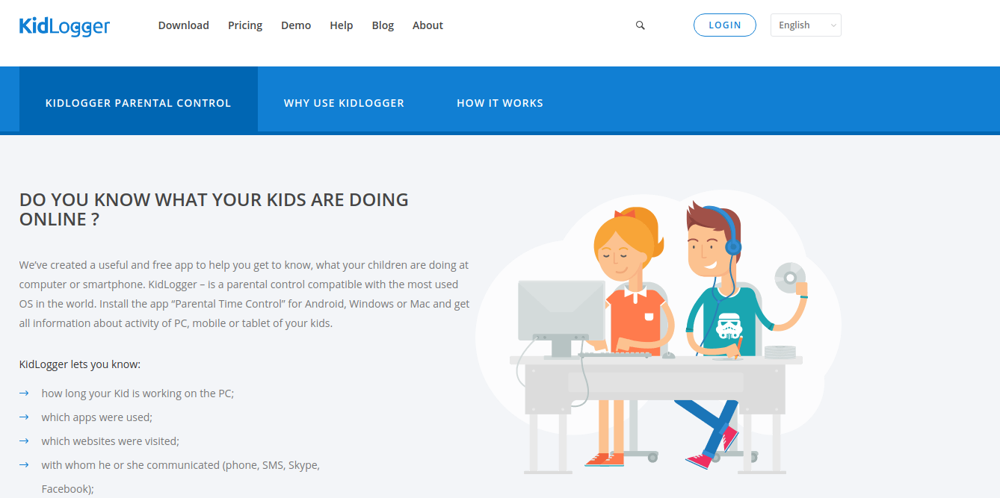 KidLogger
Download Pricing Demo Help Blog About
LOGIN
English
KIDLOGGER PARENTAL CONTROL
WHY USE KIDLOGGER
HOW IT WORKS
DO YOU KNOW WHAT YOUR KIDS ARE DOING
ONLINE ?
We’ve created a useful and free app to help you get to know, what your children are doing at
computer or smartphone. KidLogger – is a parental control compatible with the most used
OS in the world. Install the app “Parental Time Control” for Android, Windows or Mac and get
all information about activity of PC, mobile or tablet of your kids.
KidLogger lets you know:
how long your Kid is working on the PC;
which apps were used;
which websites were visited;
with whom he or she communicated (phone, SMS, Skype,
Facebook);